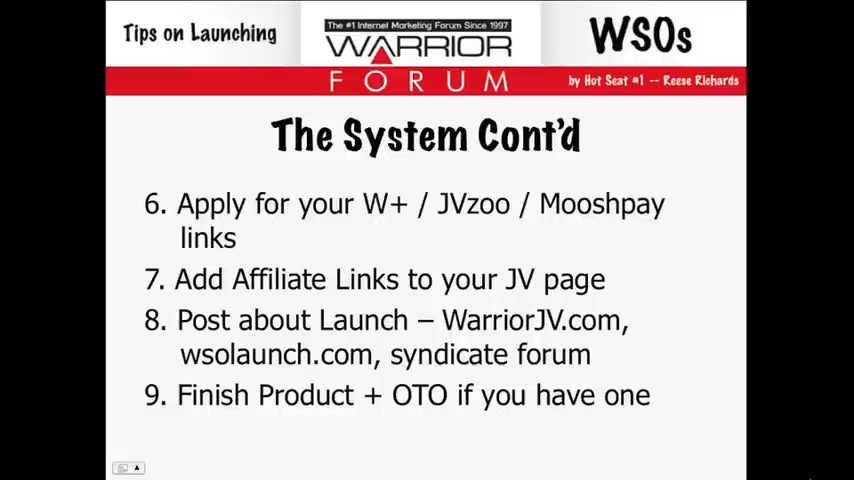 Tips on Launching
The #1 Internet Marketing Forum Since 1997
WARRIOR
FORUM
WSOs
by Hot Seat #1 -- Reese Richards
The System Cont'd
6. Apply for your W+ / JVzoo / Mooshpay
links
7. Add Affiliate Links to your JV page
8. Post about Launch – WarriorJV.com,
wsolaunch.com, syndicate forum
9. Finish Product + OTO if you have one